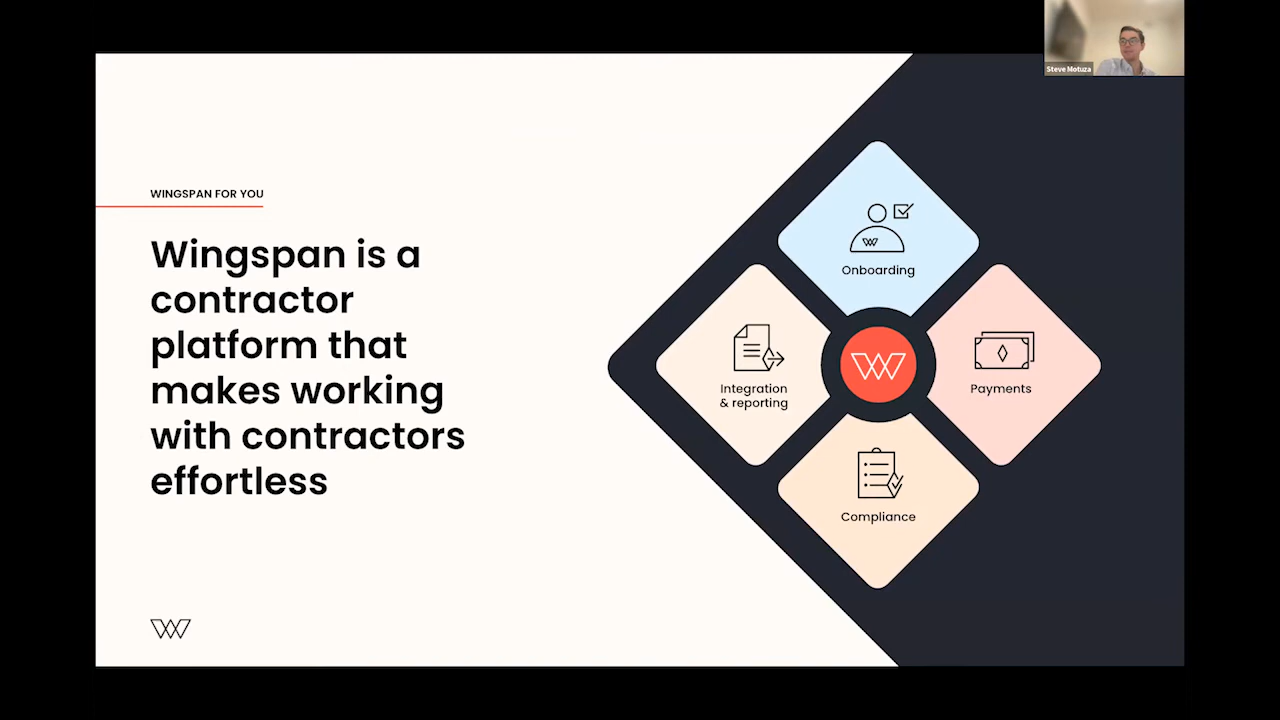 Steve Motuza
WINGSPAN FOR YOU
Wingspan is a
contractor
platform that
makes working
with contractors
effortless
Onboarding
Integration
& reporting
Payments
Compliance